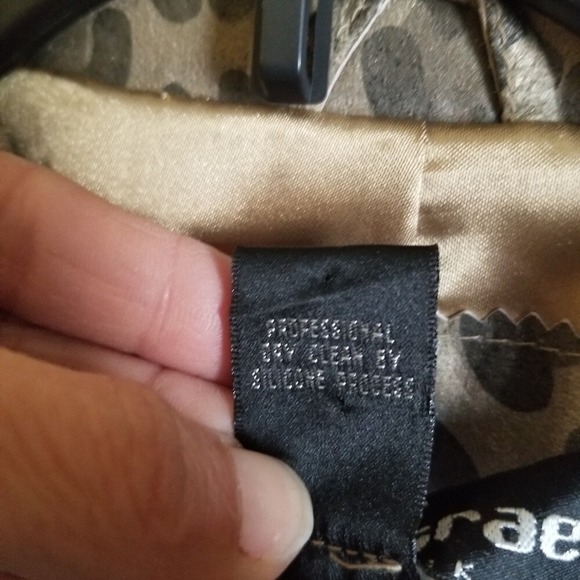 PROFESSIONAL
DRY CLEAN BY
SILICONE PROCESS